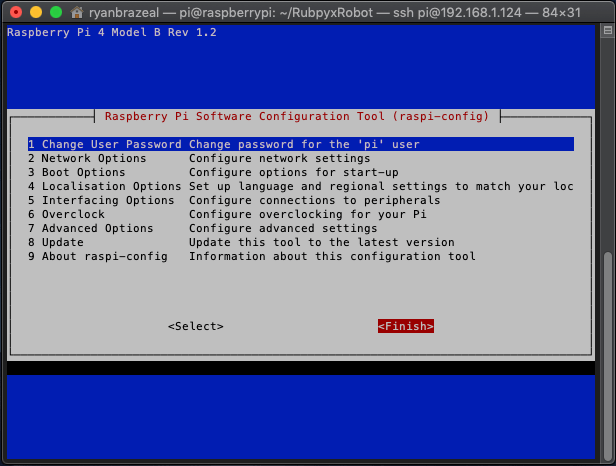 ryanbrazeal — pi@raspberrypi: ~/RubpyxRobot — ssh pi@192.168.1.124 — 84×31
Raspberry Pi 4 Model B Rev 1.2
Raspberry Pi Software Configuration Tool (raspi-config)
1 Change User Password Change password for the 'pi' user
2 Network Options Configure network settings
3 Boot Options Configure options for start-up
4 Localisation Options Set up language and regional settings to match your loc
5 Interfacing Options Configure connections to peripherals
6 Overclock Configure overclocking for your Pi
7 Advanced Options Configure advanced settings
8 Update Update this tool to the latest version
9 About raspi-config Information about this configuration tool
<Select> <Finish>